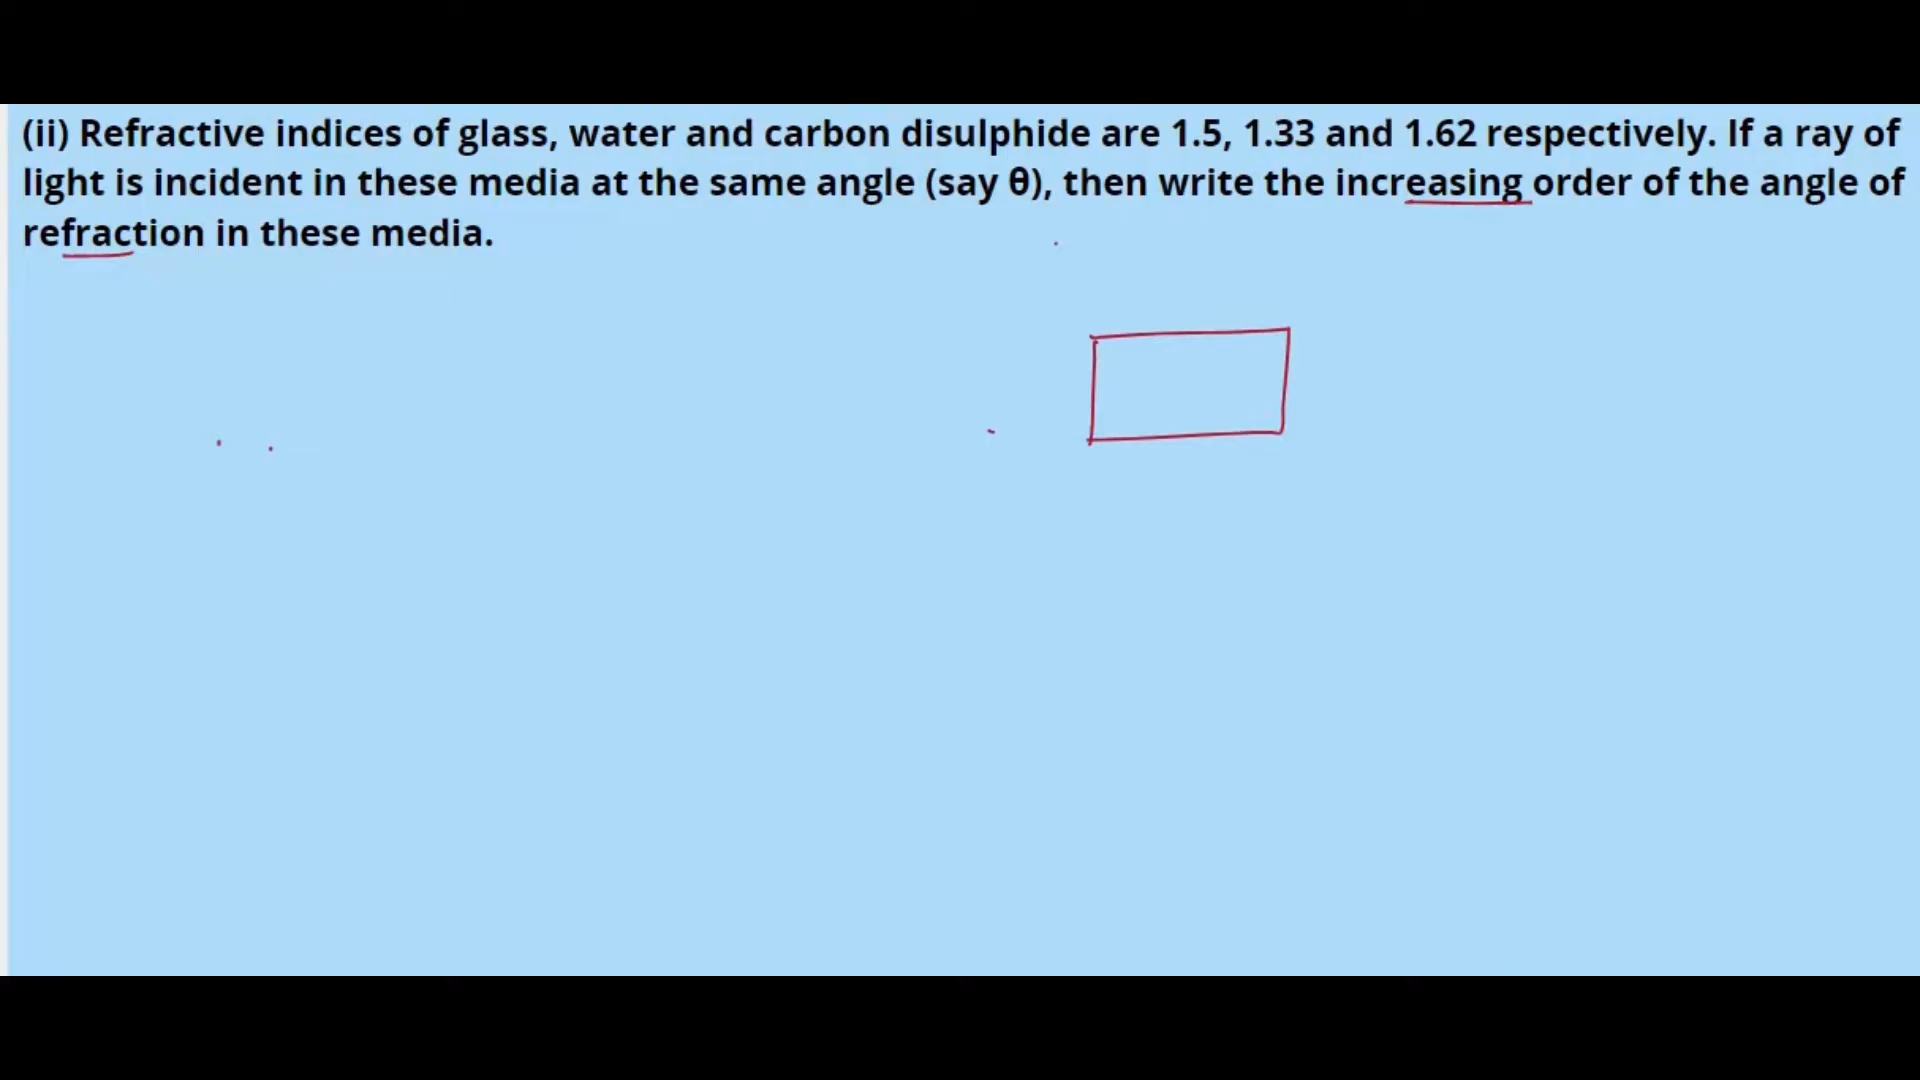 (ii) Refractive indices of glass, water and carbon disulphide are 1.5, 1.33 and 1.62 respectively. If a ray of
light is incident in these media at the same angle (say θ), then write the increasing order of the angle of
refraction in these media.